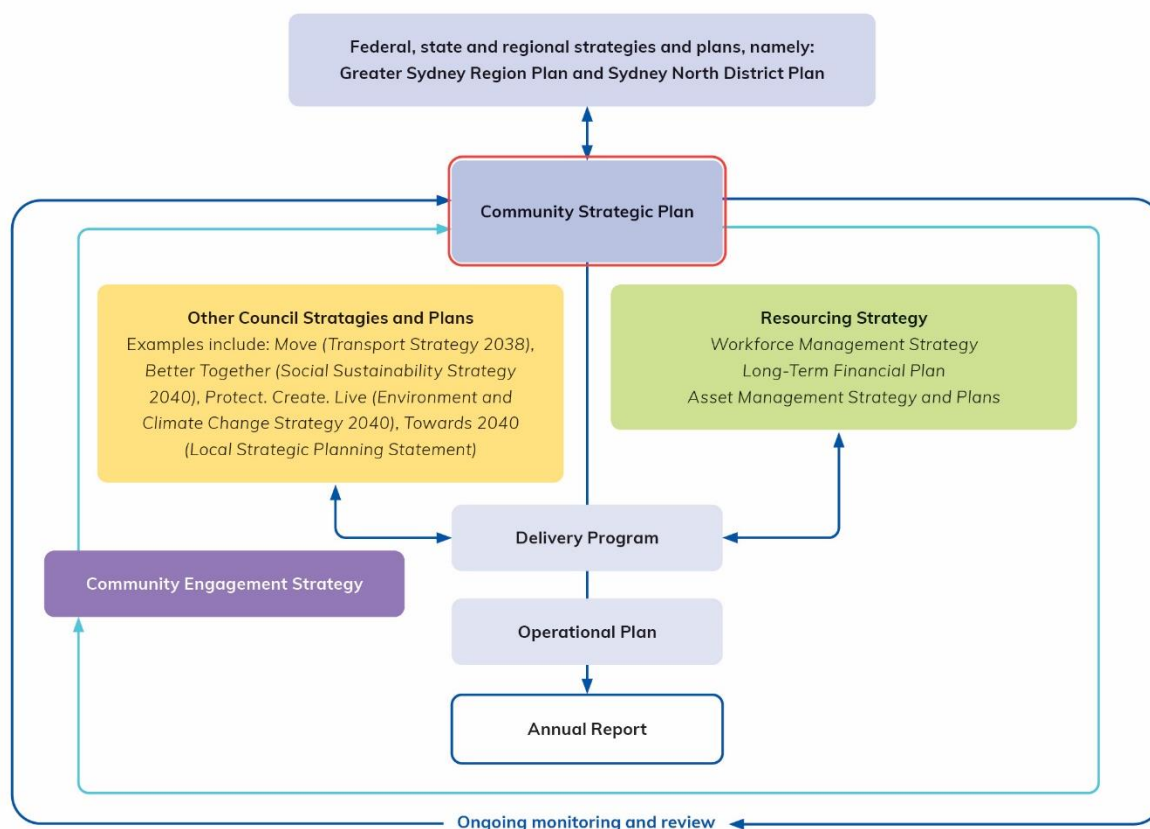 Federal, state and regional strategies and plans, namely:
Greater Sydney Region Plan and Sydney North District Plan
Community Strategic Plan
Other Council Stratagies and Plans
Examples include: Move (Transport Strategy 2038),
Better Together (Social Sustainability Strategy
2040), Protect. Create. Live (Environment and
Climate Change Strategy 2040), Towards 2040
(Local Strategic Planning Statement)
Resourcing Strategy
Workforce Management Strategy
Long-Term Financial Plan
Asset Management Strategy and Plans
Delivery Program
Community Engagement Strategy
Operational Plan
Annual Report
Ongoing monitoring and review